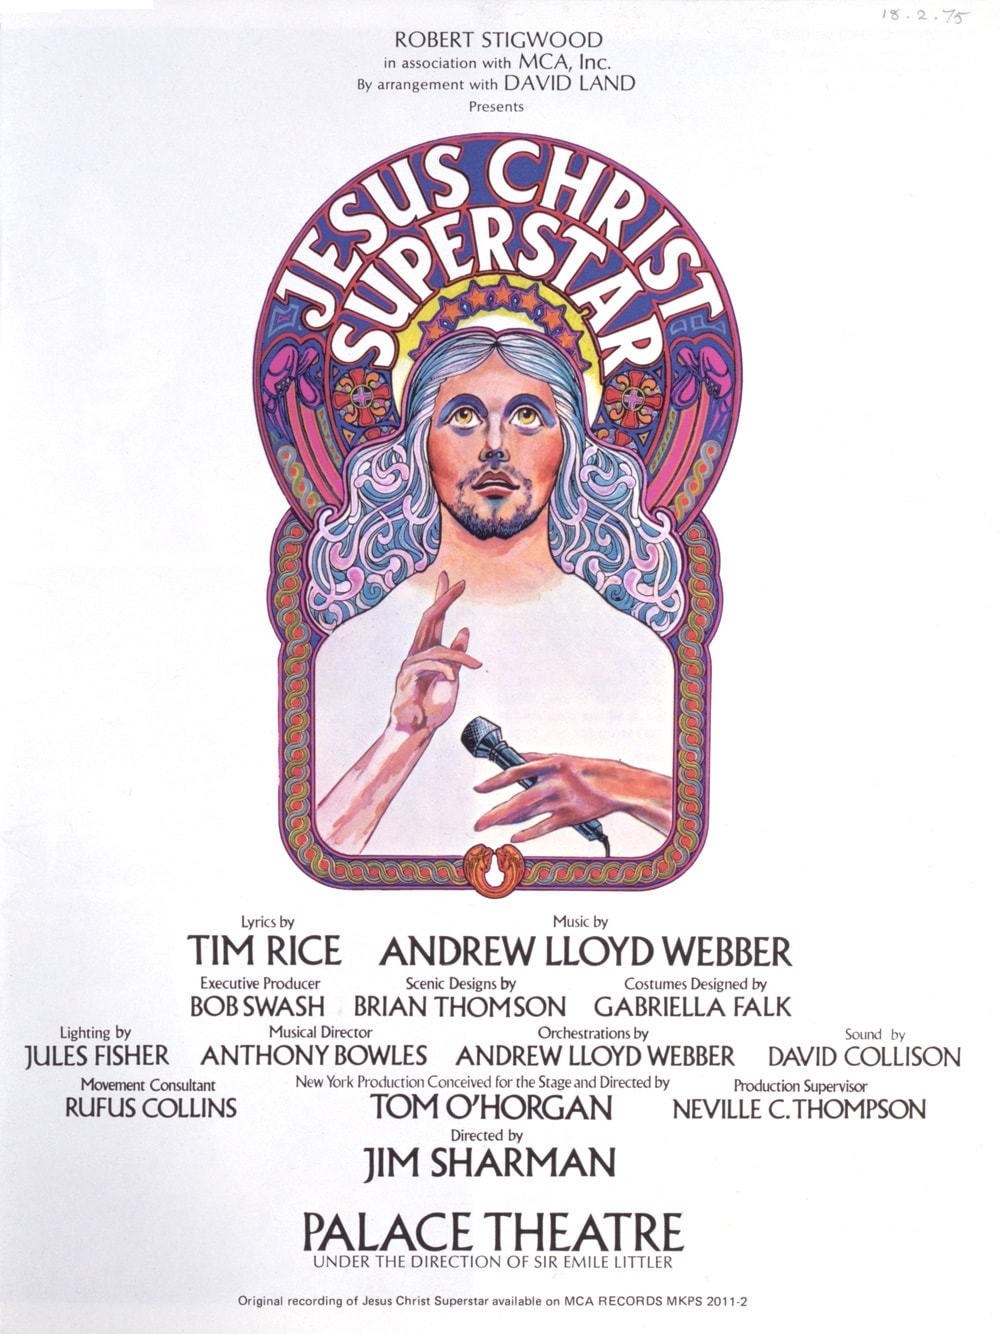 18.2.75
ROBERT STIGWOOD
in association with MCA, Inc.
By arrangement with DAVID LAND
Presents
JESUS CHRIST
SUPERSTAR
Lyrics by Music by
TIM RICE ANDREW LLOYD WEBBER
Executive Producer Scenic Designs by Costumes Designed by
BOB SWASH BRIAN THOMSON GABRIELLA FALK
Lighting by Musical Director Orchestrations by Sound by
JULES FISHER ANTHONY BOWLES ANDREW LLOYD WEBBER DAVID COLLISON
Movement Consultant New York Production Conceived for the Stage and Directed by Production Supervisor
RUFUS COLLINS TOM O'HORGAN NEVILLE C. THOMPSON
Directed by
JIM SHARMAN
PALACE THEATRE
UNDER THE DIRECTION OF SIR EMILE LITTLER
Original recording of Jesus Christ Superstar available on MCA RECORDS MKPS 2011-2